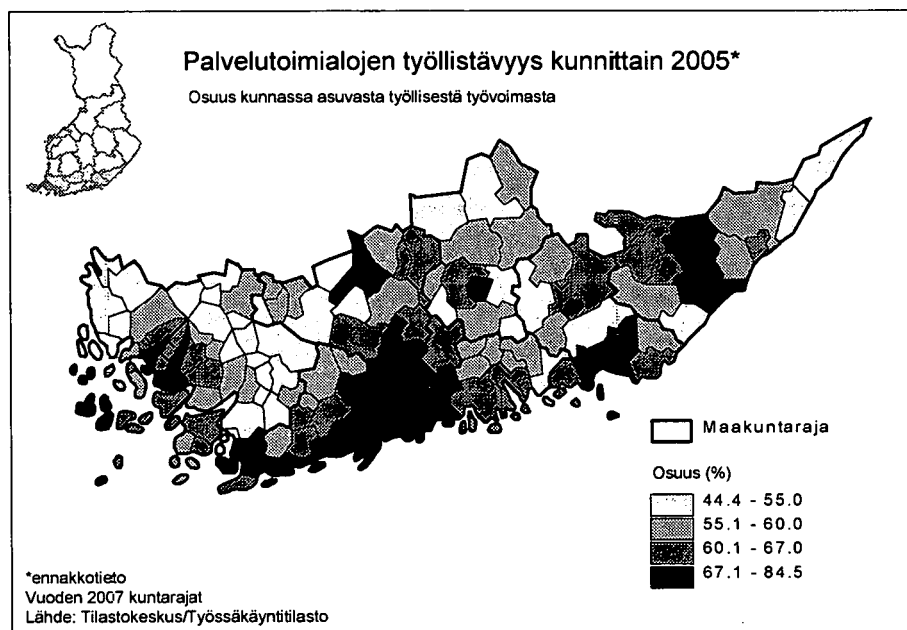 Palvelutoimialojen työllistävyys kunnittain 2005*
Osuus kunnassa asuvasta työllisestä työvoimasta
Maakuntaraja
Osuus (%)
44.4 - 55.0
55.1 - 60.0
60.1 - 67.0
67.1 - 84.5
*ennakkotieto
Vuoden 2007 kuntarajat
Lähde: Tilastokeskus/Työssäkäyntitilasto